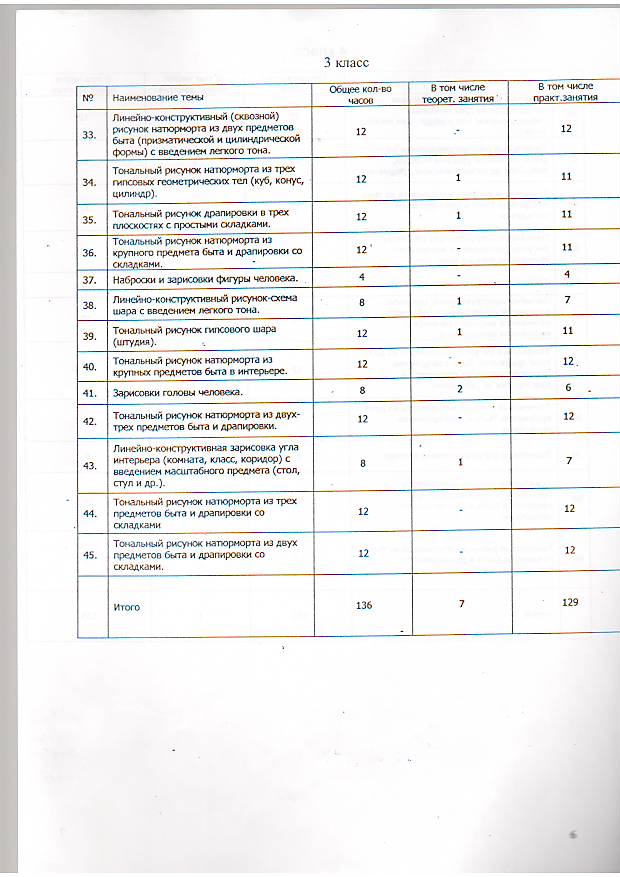 3 класс
№ Наименование темы Общее кол-во часов В том числе теорет. занятия В том числе практ.занятия
33. Линейно-конструктивный (сквозной)
рисунок натюрморта из двух предметов
быта (призматической и цилиндрической
формы) с введением легкого тона. 12 - 12
34. Тональный рисунок натюрморта из трех
гипсовых геометрических тел (куб, конус,
цилиндр). 12 1 11
35. Тональный рисунок драпировки в трех
плоскостях с простыми складками. 12 1 11
36. Тональный рисунок натюрморта из
крупного предмета быта и драпировки со
складками. 12 - 11
37. Наброски и зарисовки фигуры человека. 4 - 4
38. Линейно-конструктивный рисунок-схема
шара с введением легкого тона. 8 1 7
39. Тональный рисунок гипсового шара
(штудия). 12 1 11
40. Тональный рисунок натюрморта из
крупных предметов быта в интерьере. 12 - 12
41. Зарисовки головы человека. 8 2 6
42. Тональный рисунок натюрморта из двух-
трех предметов быта и драпировки. 12 - 12
43. Линейно-конструктивная зарисовка угла
интерьера (комната, класс, коридор) с
введением масштабного предмета (стол,
стул и др.). 8 1 7
44. Тональный рисунок натюрморта из трех
предметов быта и драпировки со
складками 12 - 12
45. Тональный рисунок натюрморта из двух
предметов быта и драпировки со
складками. 12 - 12
Итого 136 7 129
6